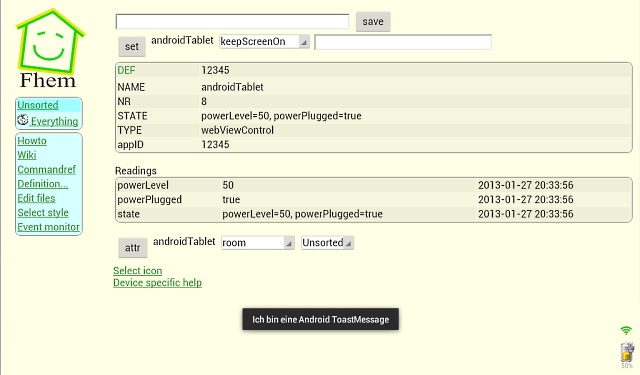 save
set androidTablet keepScreenOn
Fhem
Unsorted
Everything
Howto
Wiki
Commandref
Definition...
Edit files
Select style
Event monitor
DEF 12345
NAME androidTablet
NR 8
STATE powerLevel=50, powerPlugged=true
TYPE webViewControl
appID 12345
Readings
powerLevel 50 2013-01-27 20:33:56
powerPlugged true 2013-01-27 20:33:56
state powerLevel=50, powerPlugged=true 2013-01-27 20:33:56
attr androidTablet room Unsorted
Select icon
Device specific help
Ich bin eine Android ToastMessage
50%